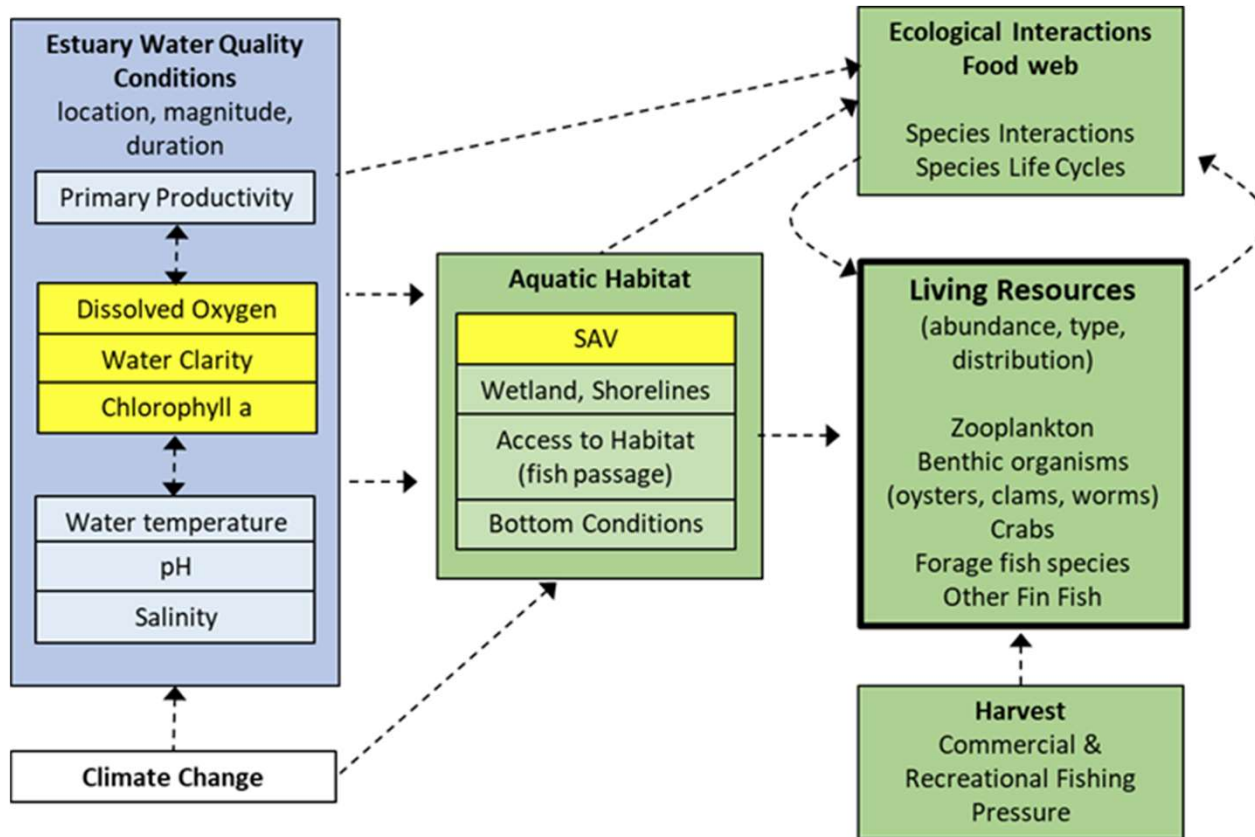 Estuary Water Quality
Conditions
location, magnitude,
duration
Primary Productivity
Dissolved Oxygen
Water Clarity
Chlorophyll a
Water temperature
pH
Salinity
Climate Change
Aquatic Habitat
SAV
Wetland, Shorelines
Access to Habitat
(fish passage)
Bottom Conditions
Ecological Interactions
Food web
Species Interactions
Species Life Cycles
Living Resources
(abundance, type,
distribution)
Zooplankton
Benthic organisms
(oysters, clams, worms)
Crabs
Forage fish species
Other Fin Fish
Harvest
Commercial &
Recreational Fishing
Pressure